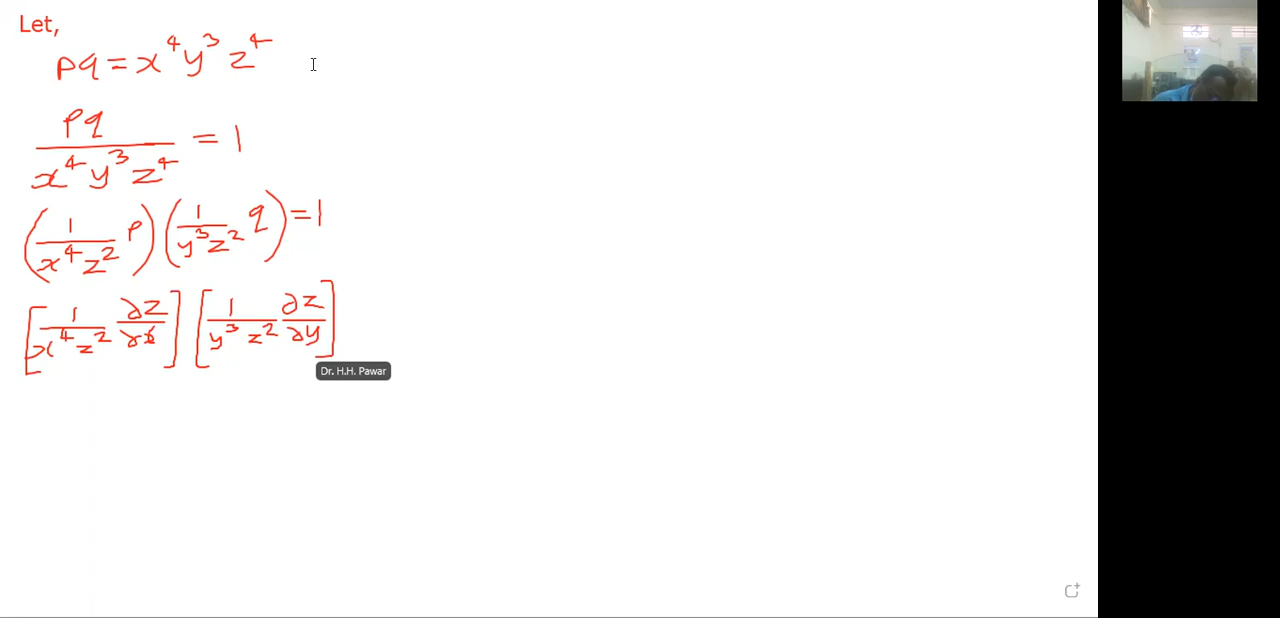 Let,
pq = x⁴y³z⁴
pq / x⁴y³z⁴ = 1
(1/x⁴z² p)(1/y³z² q) = 1
[1/x⁴z² ∂z/∂x][1/y³z² ∂z/∂y]
Dr. H.H. Pawar